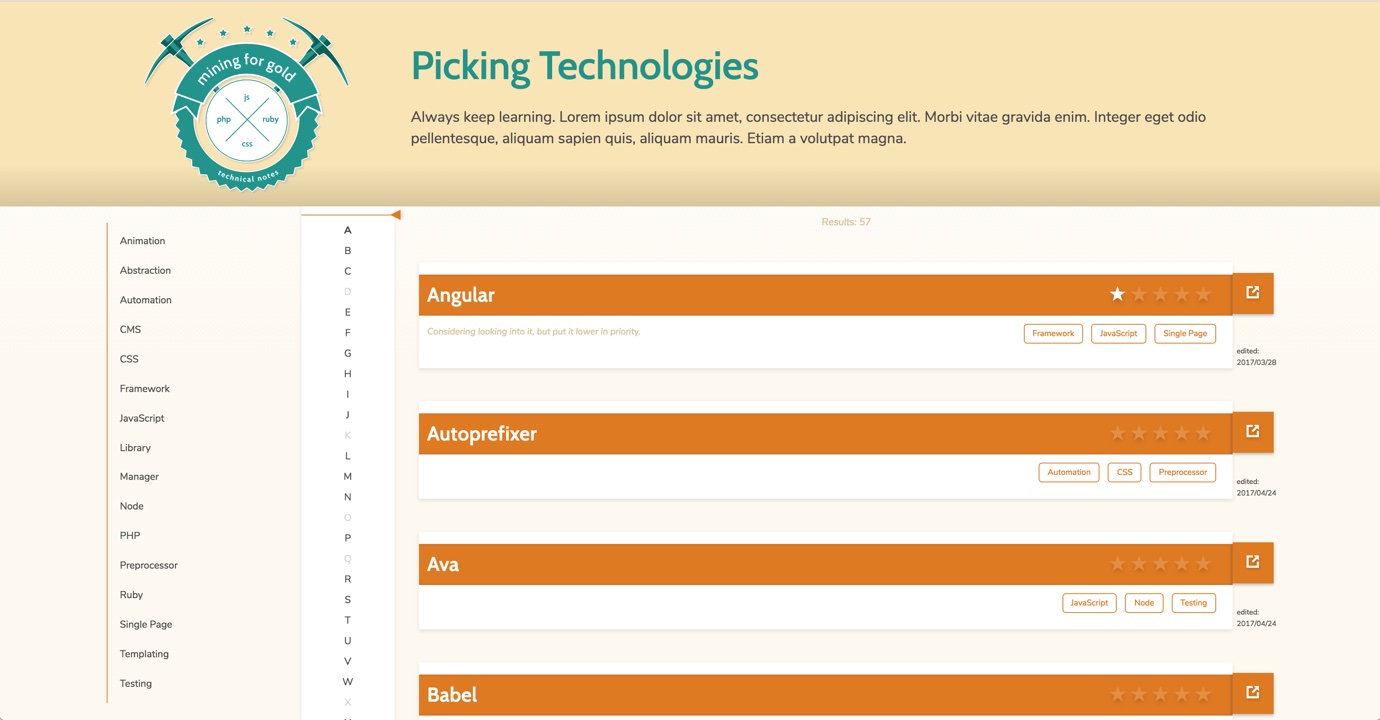 mining for gold
js
php
ruby
css
technical notes
Picking Technologies
Always keep learning. Lorem ipsum dolor sit amet, consectetur adipiscing elit. Morbi vitae gravida enim. Integer eget odio
pellentesque, aliquam sapien quis, aliquam mauris. Etiam a volutpat magna.
Animation
Abstraction
Automation
CMS
CSS
Framework
JavaScript
Library
Manager
Node
PHP
Preprocessor
Ruby
Single Page
Templating
Testing
A
B
C
D
E
F
G
H
I
J
K
L
M
N
O
P
Q
R
S
T
U
V
W
X
Results: 57
Angular
Considering looking into it, but put it lower in priority.
Framework JavaScript Single Page
edited:
2017/03/28
Autoprefixer
Automation CSS Preprocessor
edited:
2017/04/24
Ava
JavaScript Node Testing
edited:
2017/04/24
Babel